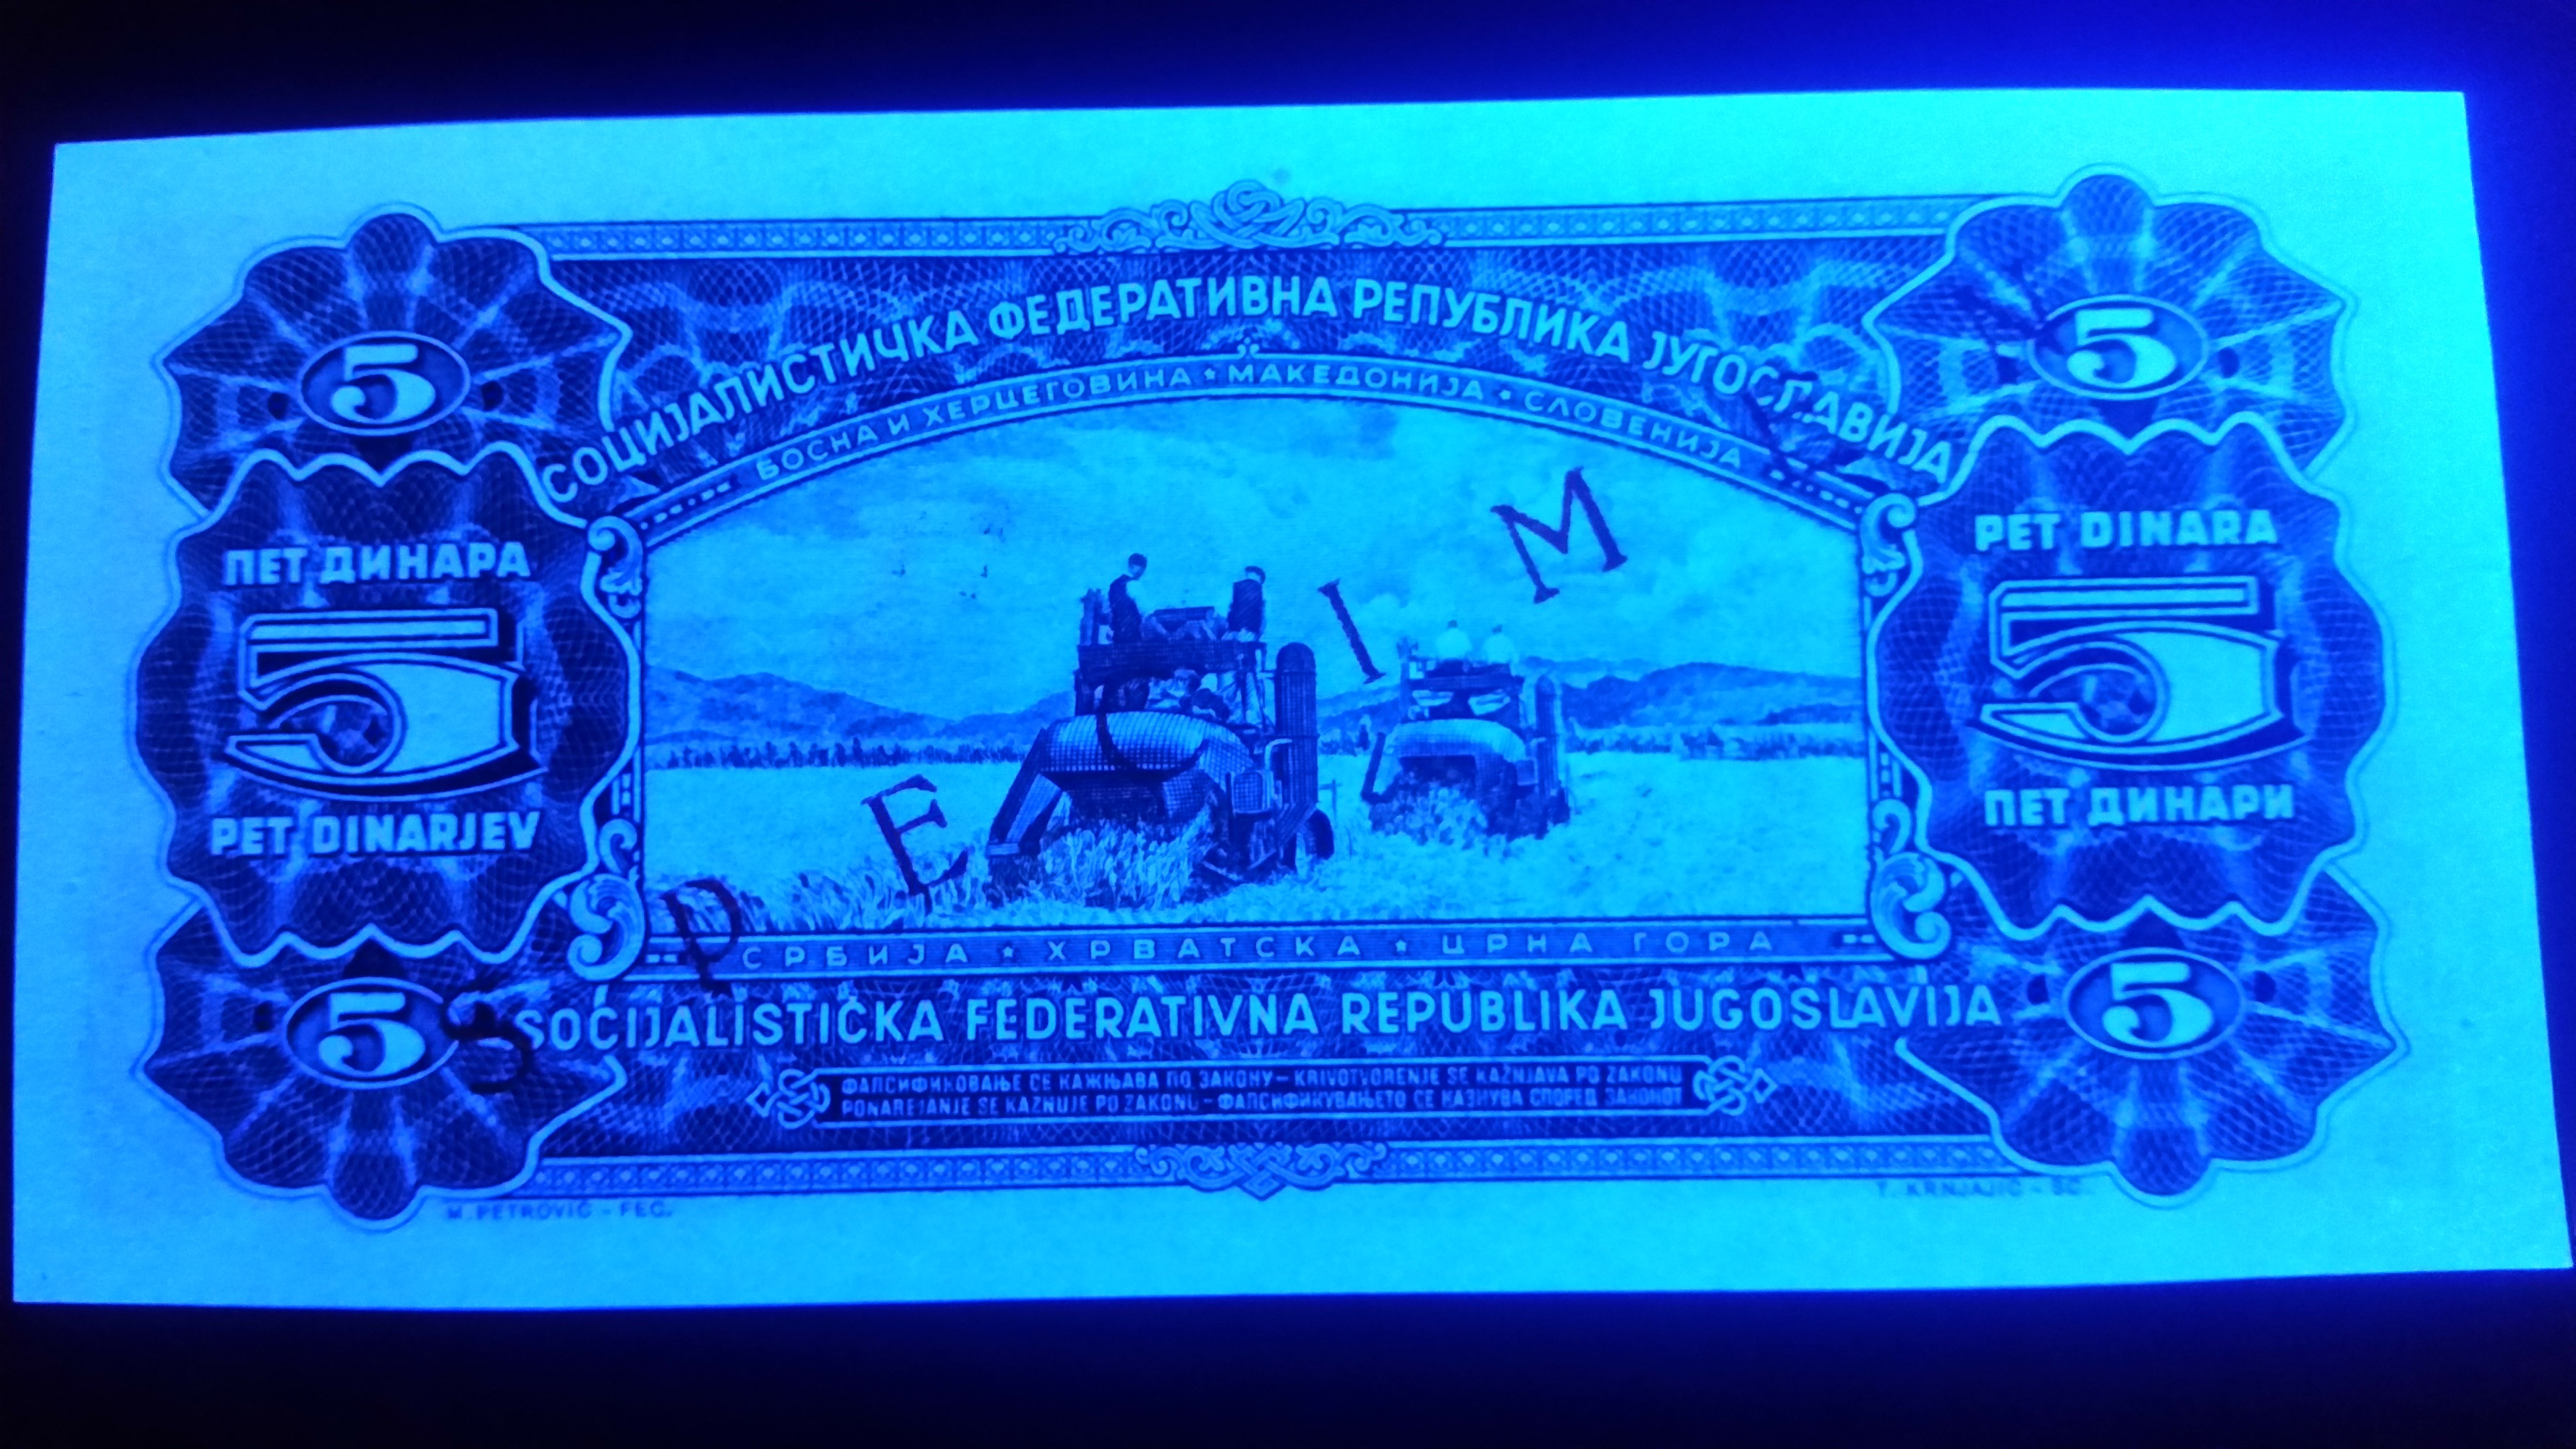 СОЦИЈАЛИСТИЧКА ФЕДЕРАТИВНА РЕПУБЛИКА ЈУГОСЛАВИЈА
БОСНА И ХЕРЦЕГОВИНА ★ МАКЕДОНИЈА ★ СЛОВЕНИЈА
5
5
ПЕТ ДИНАРА
5
PET DINARJEV
PET DINARA
5
ПЕТ ДИНАРИ
SPECIMEN
СРБИЈА ★ ХРВАТСКА ★ ЦРНА ГОРА
5
5
SOCIJALISTIČKA FEDERATIVNA REPUBLIKA JUGOSLAVIJA
ФАЛСИФИКОВАЊЕ СЕ КАЖЊАВА ПО ЗАКОНУ – KRIVOTVORENJE SE KAŽNJAVA PO ZAKONU
PONAREJANJE SE KAZNUJE PO ZAKONU – ФАЛСИФИКУВАЊЕТО СЕ КАЗНУВА СПОРЕД ЗАКОНОТ
M. PETROVIĆ - FEC.
T. KRNJAJIĆ - SC.